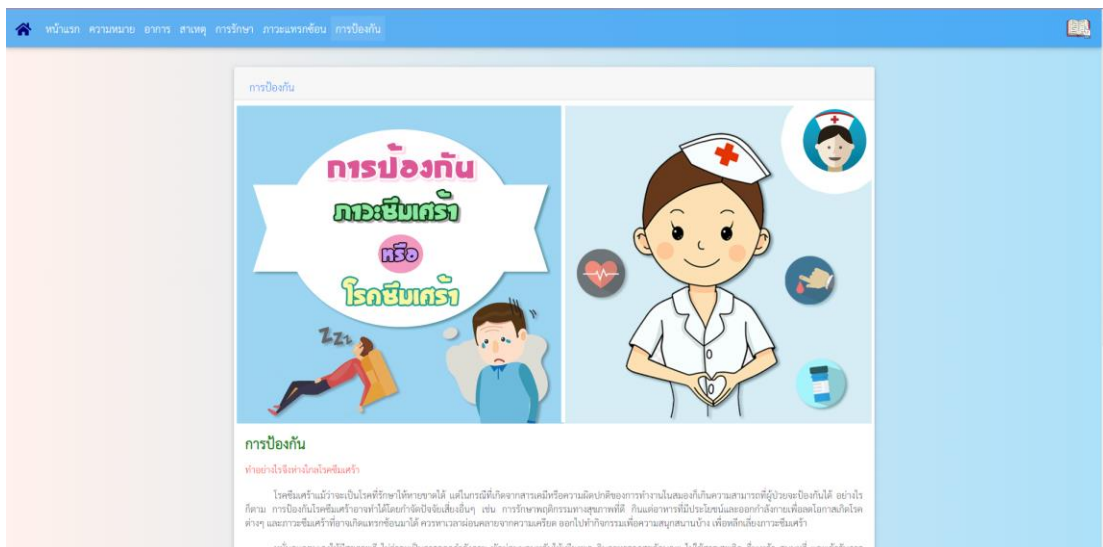 หน้าแรก ความหมาย อาการ สาเหตุ การรักษา ภาวะแทรกซ้อน การป้องกัน
การป้องกัน
การป้องกัน
ภาวะซึมเศร้า
หรือ
โรคซึมเศร้า
Zzz
การป้องกัน
ทำอย่างไรจึงห่างไกลโรคซึมเศร้า
โรคซึมเศร้าแม้ว่าจะเป็นโรคที่รักษาให้หายขาดได้ แต่ในกรณีที่เกิดจากสารเคมีหรือความผิดปกติของการทำงานในสมองก็เกินความสามารถที่ผู้ป่วยจะป้องกันได้ อย่างไร
ก็ตาม การป้องกันโรคซึมเศร้าอาจทำได้โดยกำจัดปัจจัยเสี่ยงอื่นๆ เช่น การรักษาพฤติกรรมทางสุขภาพที่ดี กินแต่อาหารที่มีประโยชน์และออกกำลังกายเพื่อลดโอกาสเกิดโรค
ต่างๆ และภาวะซึมเศร้าที่อาจเกิดแทรกซ้อนมาได้ ควรหาเวลาผ่อนคลายจากความเครียด ออกไปทำกิจกรรมเพื่อความสนุกสนานบ้าง เพื่อหลีกเลี่ยงภาวะซึมเศร้า